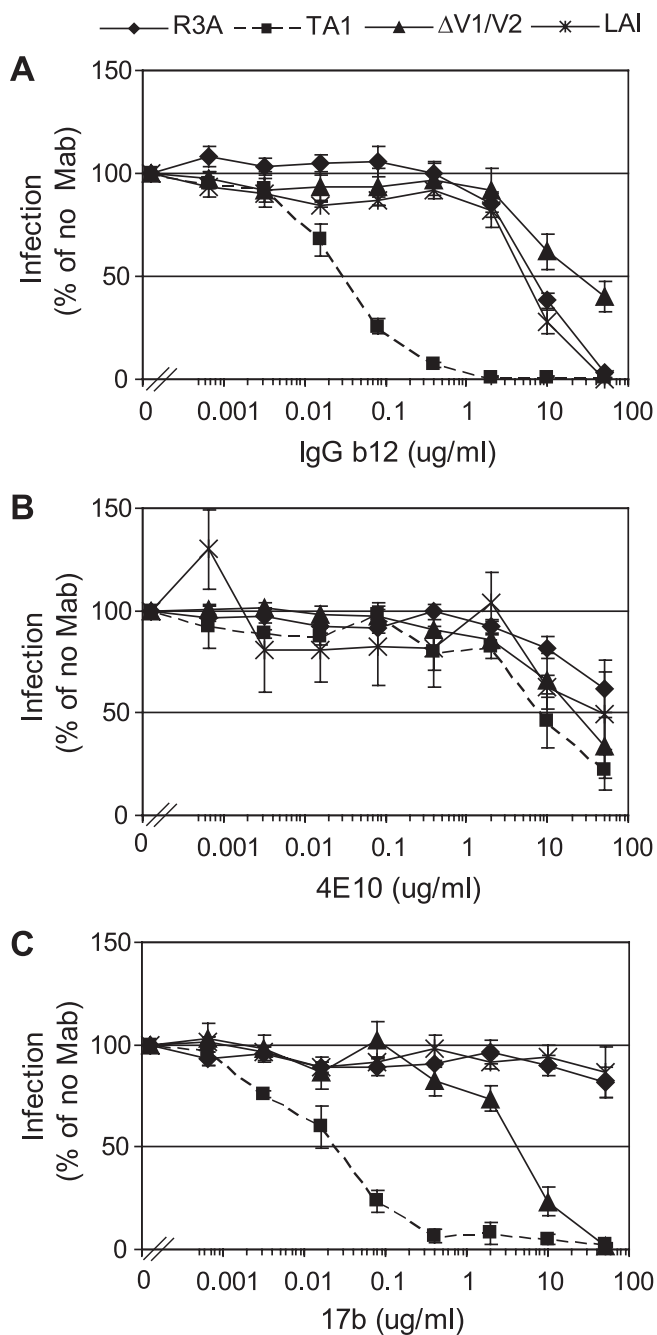 R3A TA1 ΔV1/V2 LAI
A
150
100
50
0
Infection
(% of no Mab)
0 0.001 0.01 0.1 1 10 100
IgG b12 (ug/ml)
B
150
100
50
0
Infection
(% of no Mab)
0 0.001 0.01 0.1 1 10 100
4E10 (ug/ml)
C
150
100
50
0
Infection
(% of no Mab)
0 0.001 0.01 0.1 1 10 100
17b (ug/ml)